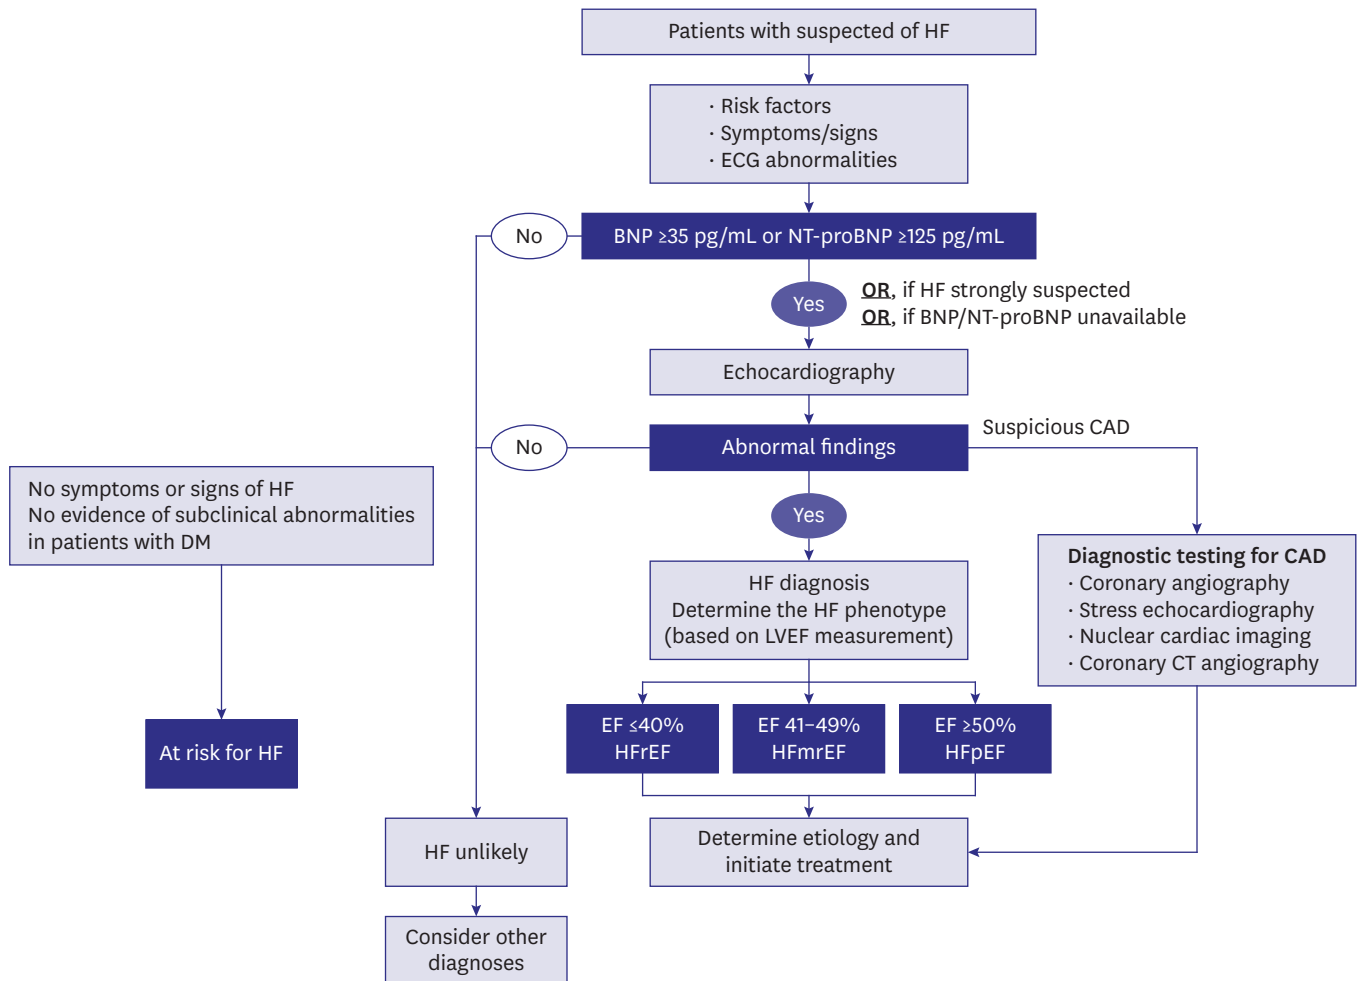 Patients with suspected of HF
· Risk factors
· Symptoms/signs
· ECG abnormalities
No
BNP ≥35 pg/mL or NT-proBNP ≥125 pg/mL
Yes
OR, if HF strongly suspected
OR, if BNP/NT-proBNP unavailable
Echocardiography
No
Abnormal findings
Suspicious CAD
No symptoms or signs of HF
No evidence of subclinical abnormalities
in patients with DM
Yes
Diagnostic testing for CAD
· Coronary angiography
· Stress echocardiography
· Nuclear cardiac imaging
· Coronary CT angiography
HF diagnosis
Determine the HF phenotype
(based on LVEF measurement)
At risk for HF
EF ≤40%
HFrEF
EF 41–49%
HFmrEF
EF ≥50%
HFpEF
HF unlikely
Determine etiology and
initiate treatment
Consider other
diagnoses